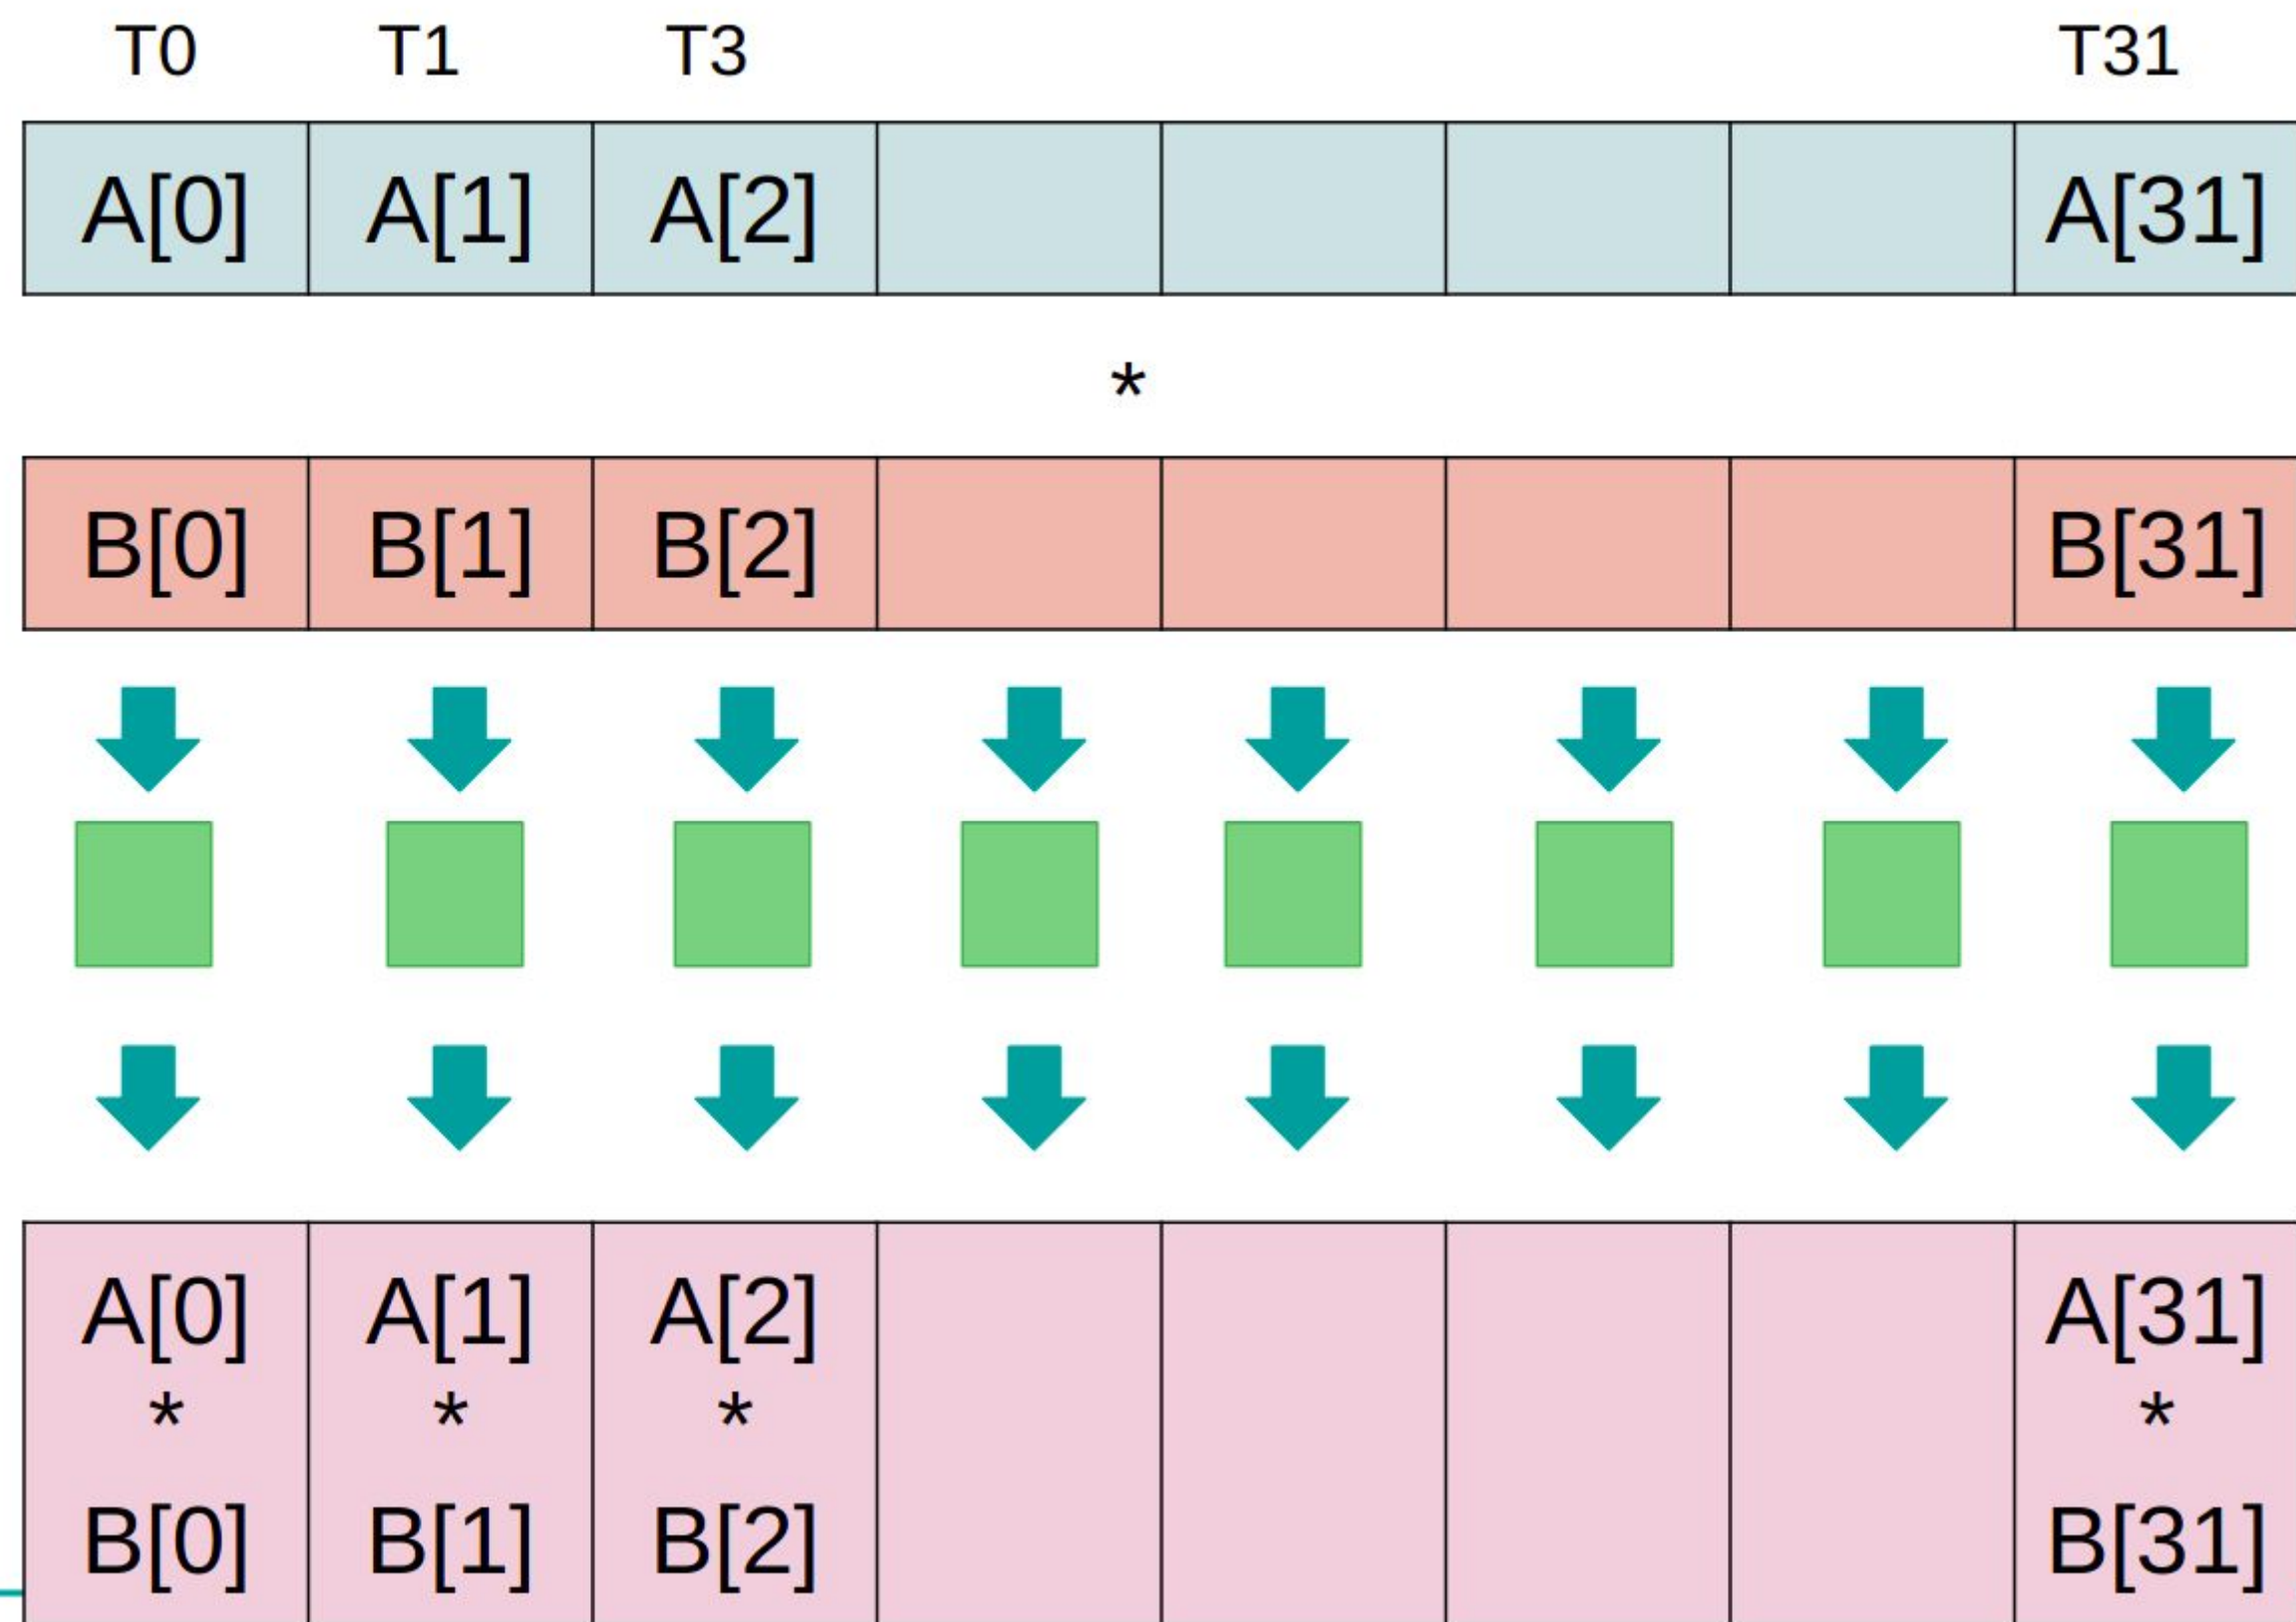 T0 T1 T3 T31
A[0] A[1] A[2] A[31]
*
B[0] B[1] B[2] B[31]
A[0] A[1] A[2] A[31]
* * * *
B[0] B[1] B[2] B[31]